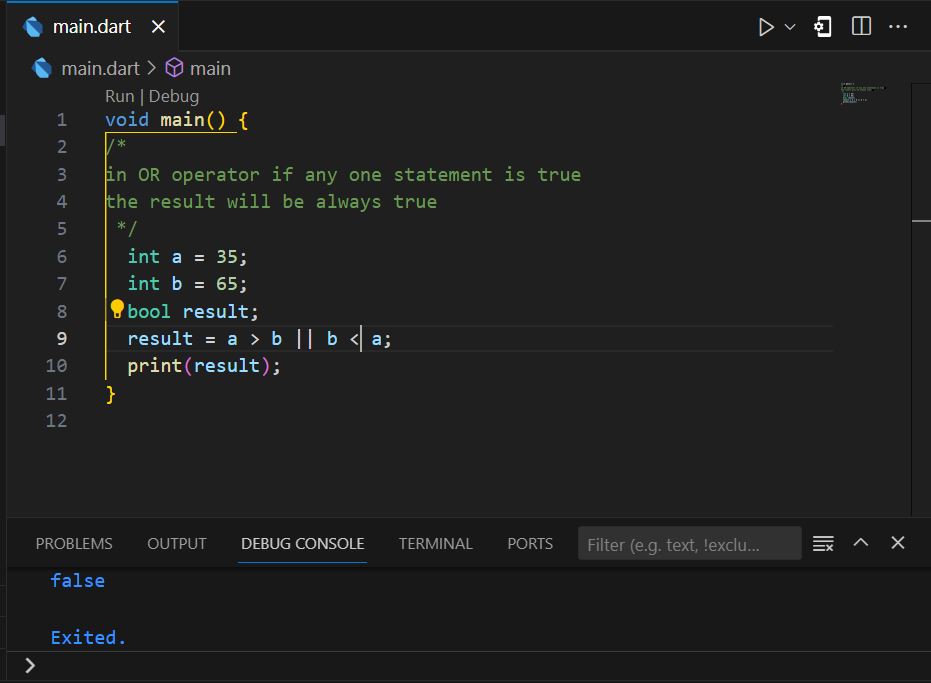 main.dart
main.dart > main
Run | Debug
1 void main() {
2 /*
3 in OR operator if any one statement is true
4 the result will be always true
5  */
6   int a = 35;
7   int b = 65;
8   bool result;
9   result = a > b || b < a;
10   print(result);
11 }
12
PROBLEMS OUTPUT DEBUG CONSOLE TERMINAL PORTS Filter (e.g. text, !exclu...
false
Exited.